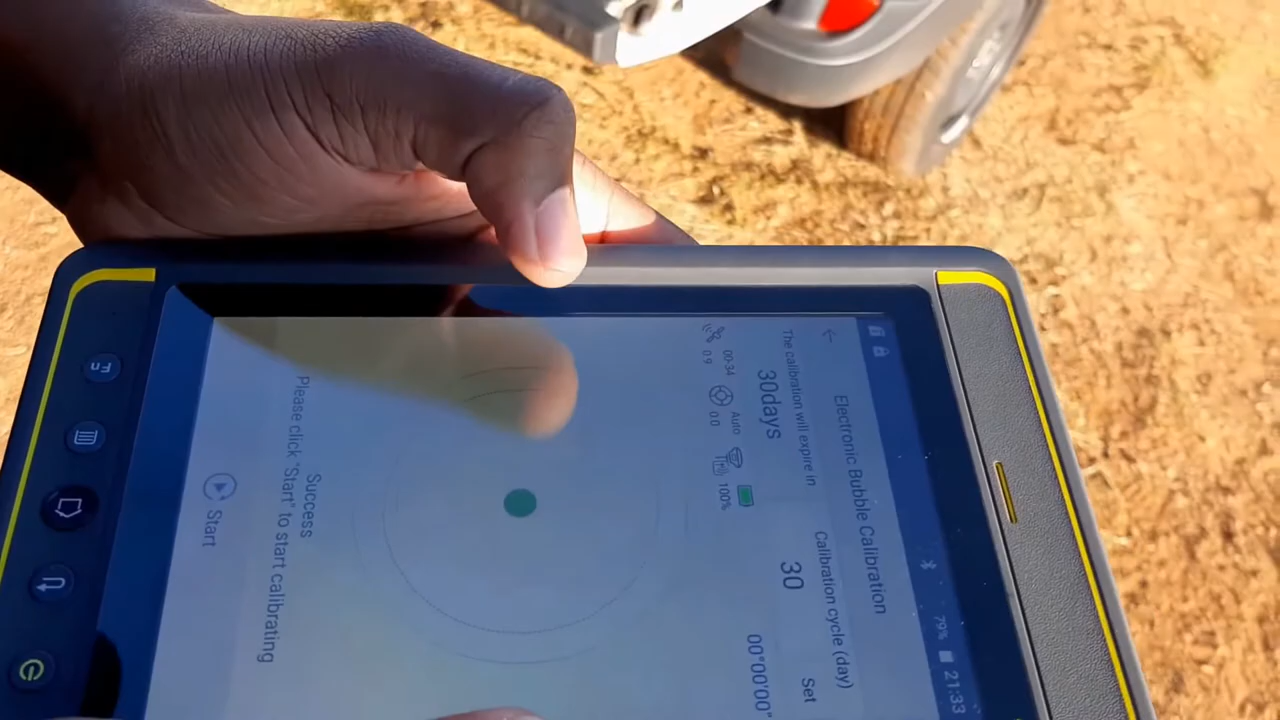 79% 21:33
Electronic Bubble Calibration
The calibration will expire in
Calibration cycle (day)
30days
30
Set
00-34
Auto
100%
00°00'00"
0.9
0.0
Success
Please click "Start" to start calibrating
Start
Fn